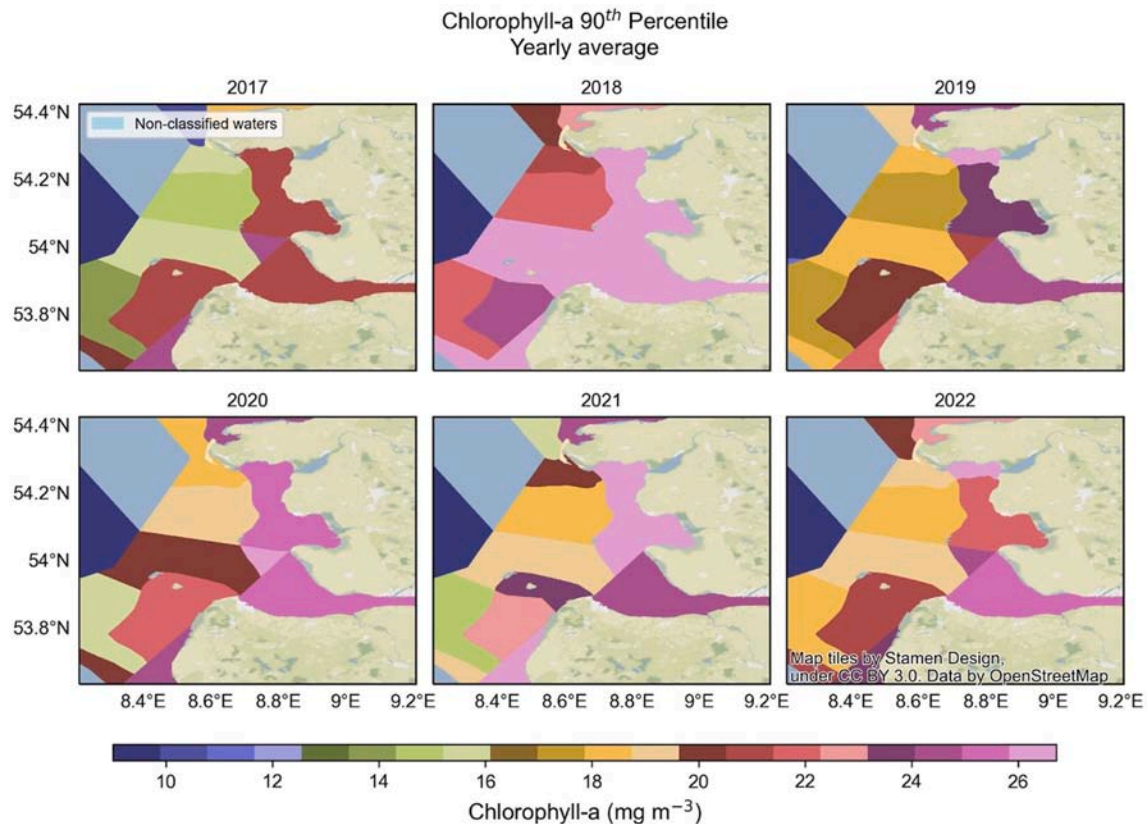 Chlorophyll-a 90th Percentile
Yearly average
2017
2018
2019
54.4°N
54.2°N
54°N
53.8°N
Non-classified waters
2020
2021
2022
54.4°N
54.2°N
54°N
53.8°N
Map tiles by Stamen Design,
under CC BY 3.0. Data by OpenStreetMap
8.4°E 8.6°E 8.8°E 9°E 9.2°E
8.4°E 8.6°E 8.8°E 9°E 9.2°E
8.4°E 8.6°E 8.8°E 9°E 9.2°E
10 12 14 16 18 20 22 24 26
Chlorophyll-a (mg m⁻³)